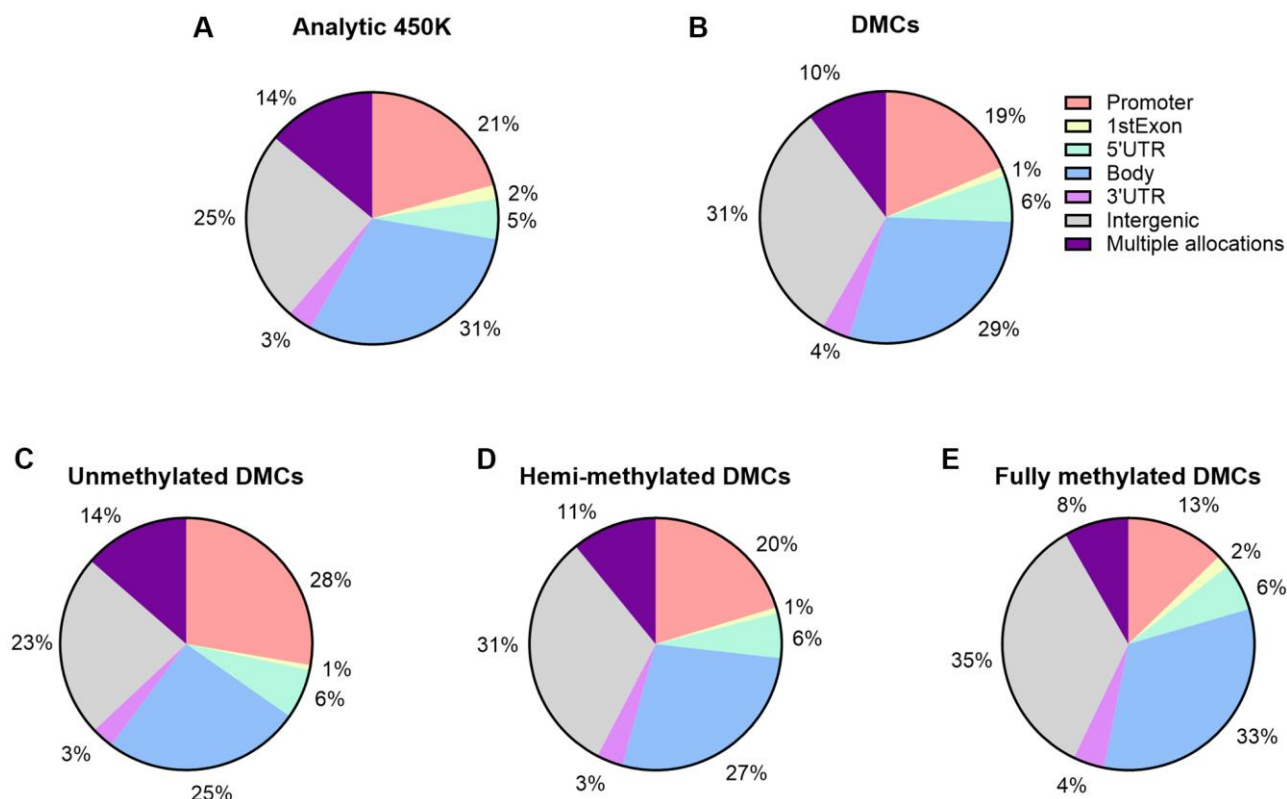 A Analytic 450K
14%
21%
2%
5%
25%
31%
3%
B DMCs
10%
19%
1%
6%
31%
29%
4%
Promoter
1stExon
5'UTR
Body
3'UTR
Intergenic
Multiple allocations
C Unmethylated DMCs
14%
28%
1%
6%
23%
3%
25%
D Hemi-methylated DMCs
11%
20%
1%
6%
31%
3%
27%
E Fully methylated DMCs
8%
13%
2%
6%
35%
33%
4%